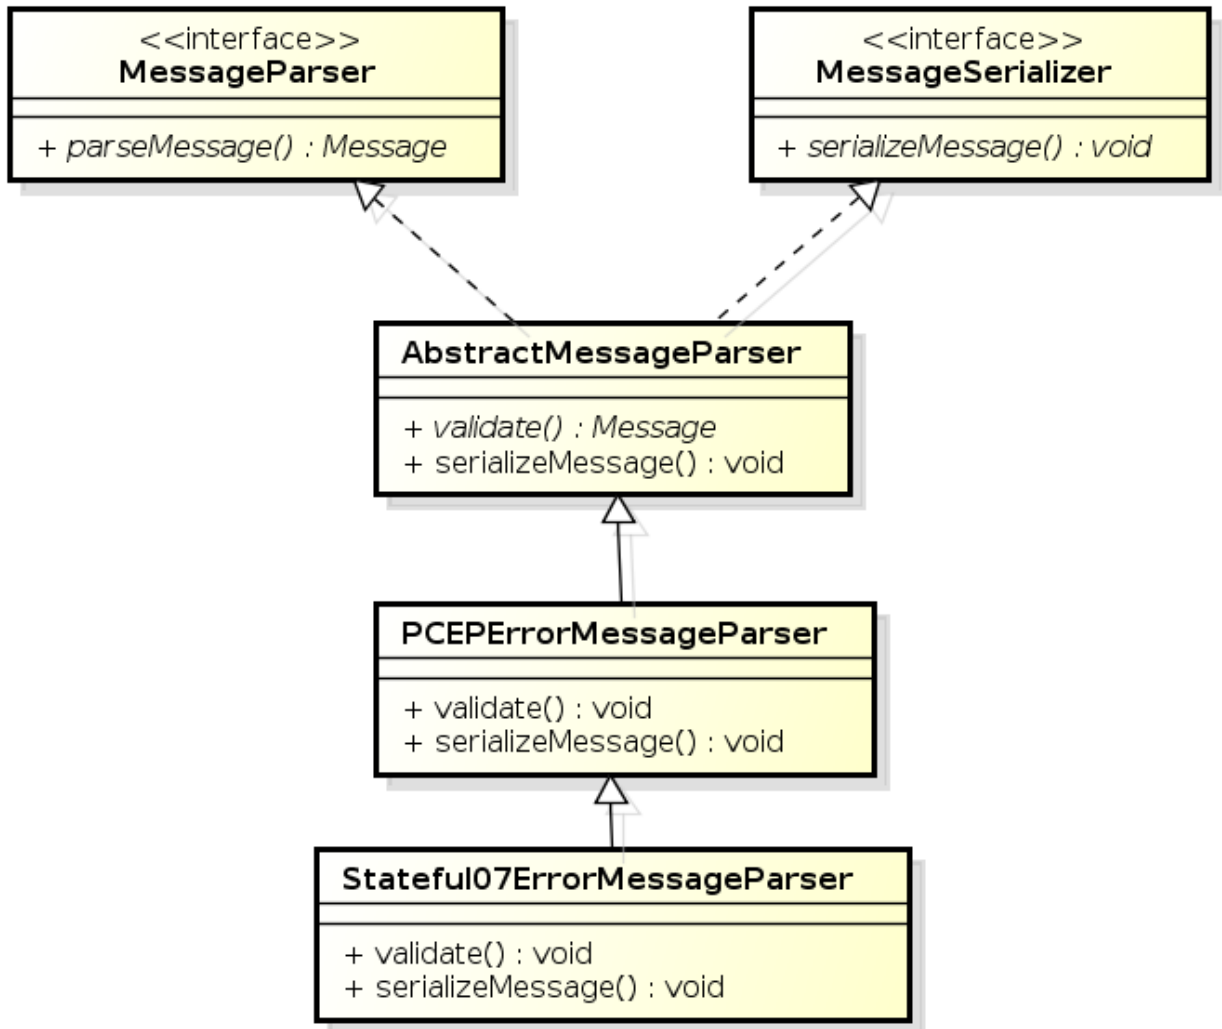 <<interface>>
MessageParser
+ parseMessage() : Message
<<interface>>
MessageSerializer
+ serializeMessage() : void
AbstractMessageParser
+ validate() : Message
+ serializeMessage() : void
PCEPErrorMessageParser
+ validate() : void
+ serializeMessage() : void
Stateful07ErrorMessageParser
+ validate() : void
+ serializeMessage() : void